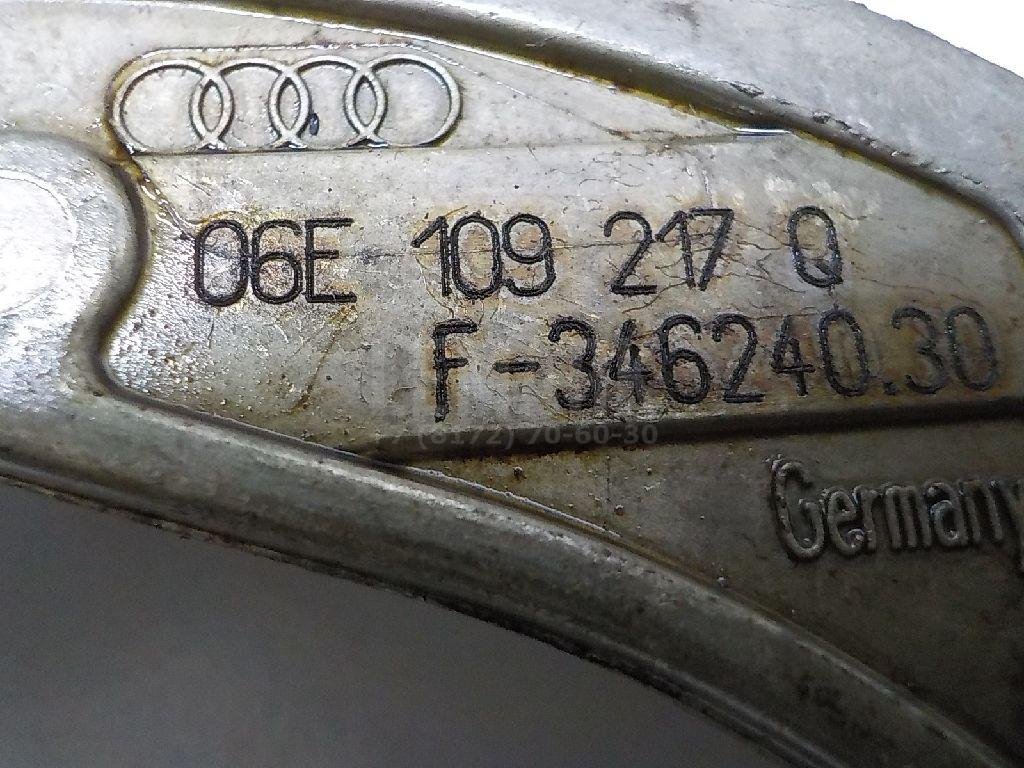 06E 109 217 Q
F-346240.30
(8172) 70-60-30
Germany